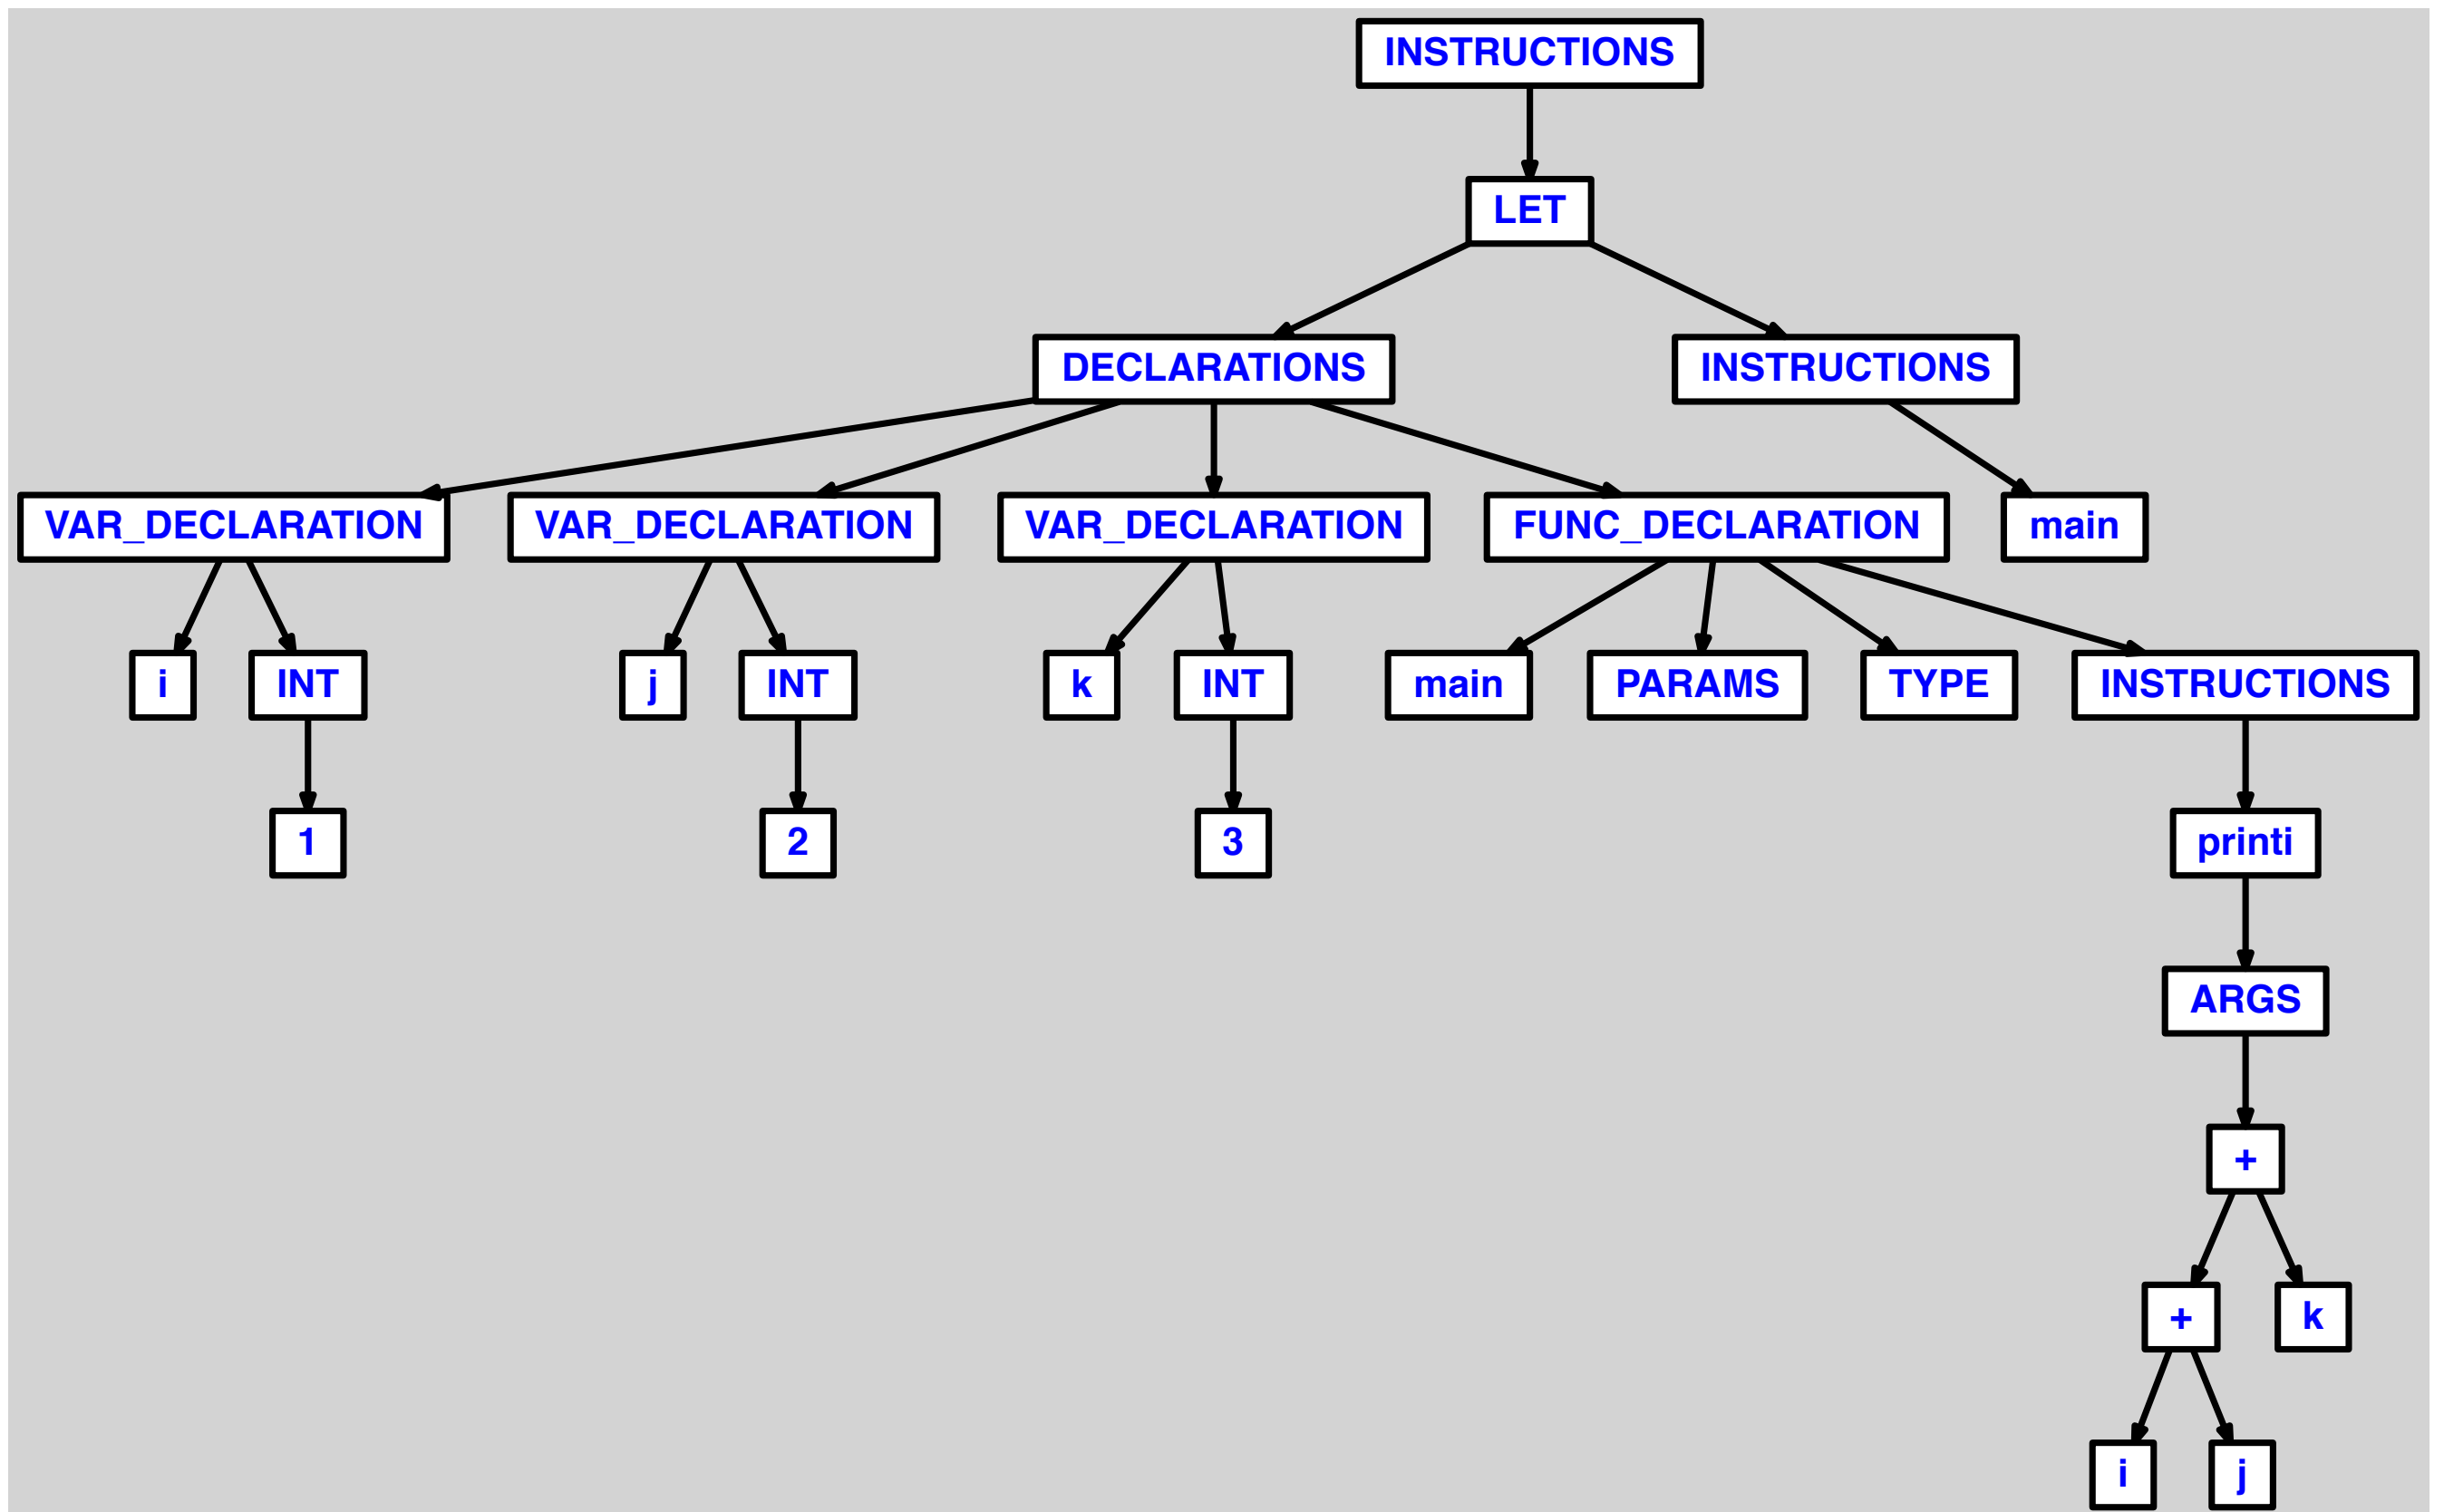 INSTRUCTIONS
LET
DECLARATIONS INSTRUCTIONS
VAR_DECLARATION VAR_DECLARATION VAR_DECLARATION FUNC_DECLARATION main
i INT j INT k INT main PARAMS TYPE INSTRUCTIONS
1 2 3 printi
ARGS
+
+ k
i j